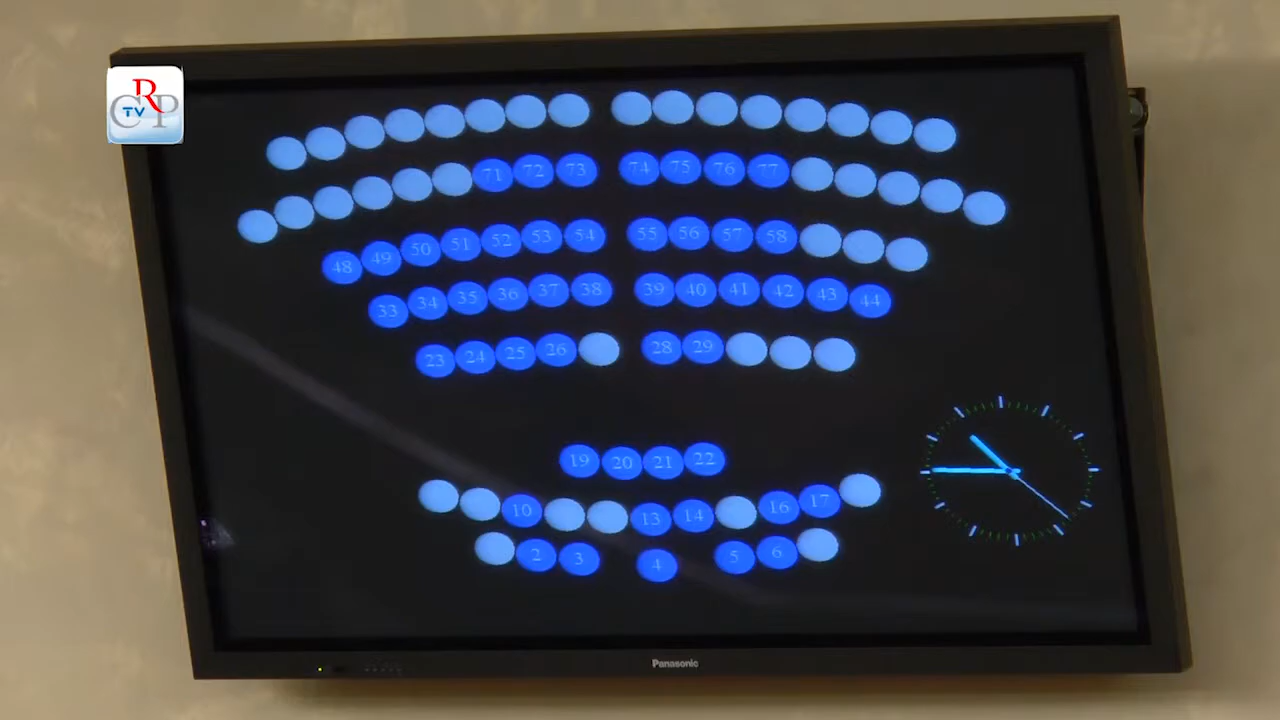 CRP
TV
71 72 73 74 75 76 77
48 49 50 51 52 53 54 55 56 57 58
33 34 35 36 37 38 39 40 41 42 43 44
23 24 25 26 28 29
19 20 21 22
10 13 14 16 17
2 3 4 5 6
Panasonic